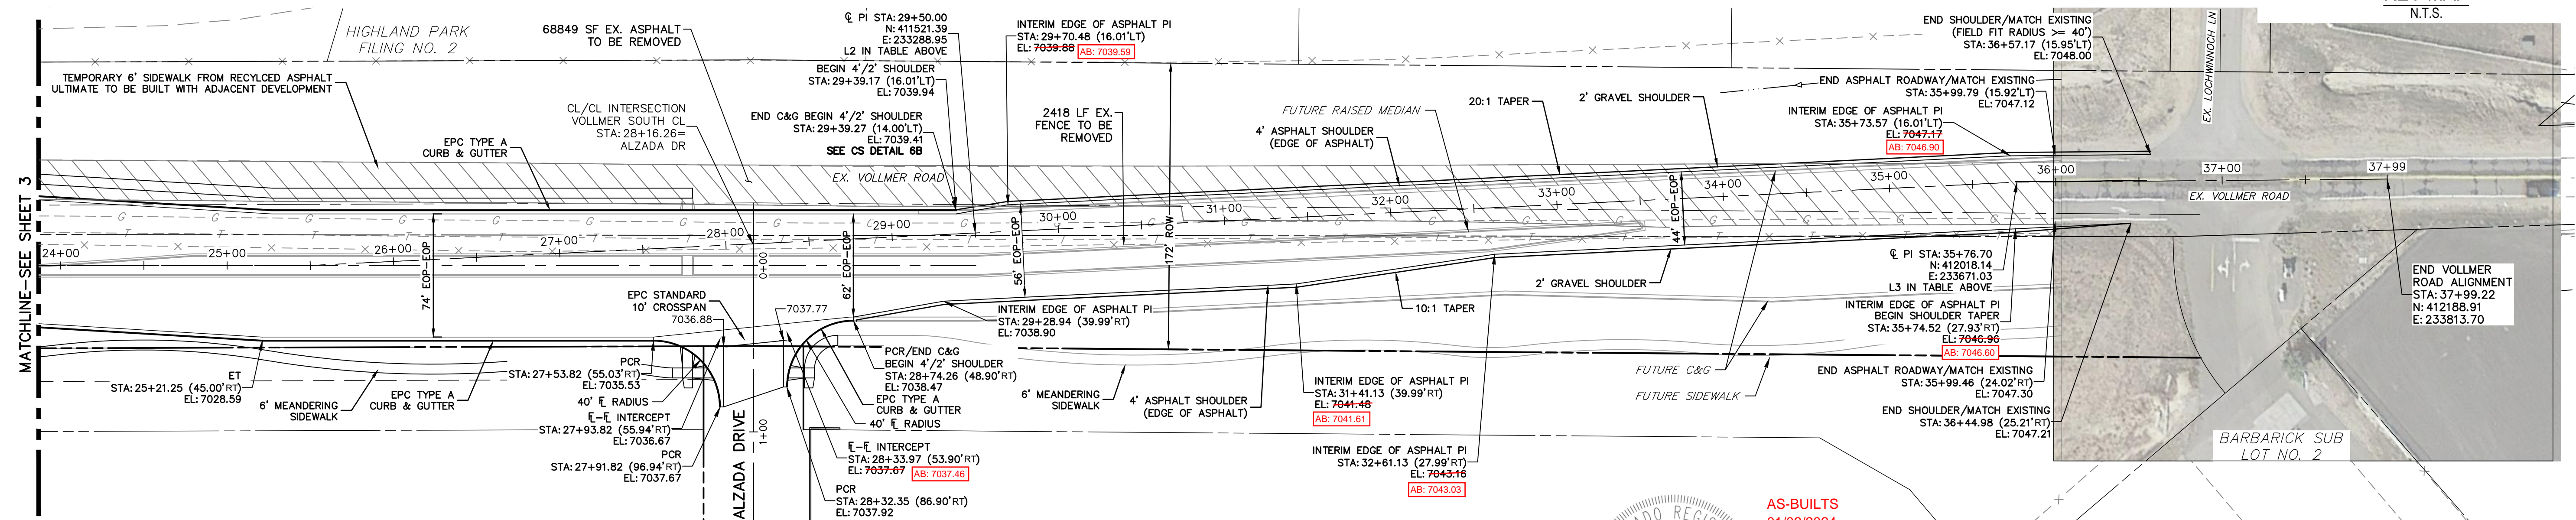 N.T.S.
HIGHLAND PARK
FILING NO. 2
68849 SF EX. ASPHALT
TO BE REMOVED
℄ PI STA: 29+50.00
N: 411521.39
E: 233288.95
L2 IN TABLE ABOVE
BEGIN 4'/2' SHOULDER
STA: 29+39.17 (16.01'LT)
EL: 7039.94
END C&G BEGIN 4'/2' SHOULDER
STA: 29+39.27 (14.00'LT)
EL: 7039.41
SEE CS DETAIL 6B
INTERIM EDGE OF ASPHALT PI
STA: 29+70.48 (16.01'LT)
EL: 7039.88
AB: 7039.59
TEMPORARY 6' SIDEWALK FROM RECYLCED ASPHALT
ULTIMATE TO BE BUILT WITH ADJACENT DEVELOPMENT
CL/CL INTERSECTION
VOLLMER SOUTH CL
STA: 28+16.26=
ALZADA DR
EPC TYPE A
CURB & GUTTER
2418 LF EX.
FENCE TO BE
REMOVED
FUTURE RAISED MEDIAN
4' ASPHALT SHOULDER
(EDGE OF ASPHALT)
20:1 TAPER
2' GRAVEL SHOULDER
END SHOULDER/MATCH EXISTING
(FIELD FIT RADIUS >= 40')
STA: 36+57.17 (15.95'LT)
EL: 7048.00
END ASPHALT ROADWAY/MATCH EXISTING
STA: 35+99.79 (15.92'LT)
EL: 7047.12
INTERIM EDGE OF ASPHALT PI
STA: 35+73.57 (16.01'LT)
EL: 7047.17
AB: 7046.90
EX. LOCHWINNOCH LN
EX. VOLLMER ROAD
EX. VOLLMER ROAD
MATCHLINE-SEE SHEET 3
24+00
25+00
26+00
27+00
28+00
29+00
30+00
31+00
32+00
33+00
34+00
35+00
36+00
37+00
37+99
G G G G G G G G G G G G G
T T T T T T T T T T T T T
74' EOP-EOP
62' EOP-EOP
56' EOP-EOP
172' ROW
44' EOP-EOP
0+00
1+00
ALZADA DRIVE
EPC STANDARD
10' CROSSPAN
7036.88
7037.77
INTERIM EDGE OF ASPHALT PI
STA: 29+28.94 (39.99'RT)
EL: 7038.90
10:1 TAPER
2' GRAVEL SHOULDER
℄ PI STA: 35+76.70
N: 412018.14
E: 233671.03
L3 IN TABLE ABOVE
INTERIM EDGE OF ASPHALT PI
BEGIN SHOULDER TAPER
STA: 35+74.52 (27.93'RT)
EL: 7046.96
AB: 7046.60
END VOLLMER
ROAD ALIGNMENT
STA: 37+99.22
N: 412188.91
E: 233813.70
ET
STA: 25+21.25 (45.00'RT)
EL: 7028.59
6' MEANDERING
SIDEWALK
EPC TYPE A
CURB & GUTTER
PCR
STA: 27+53.82 (55.03'RT)
EL: 7035.53
40' FL RADIUS
FL-FL INTERCEPT
STA: 27+93.82 (55.94'RT)
EL: 7036.67
PCR
STA: 27+91.82 (96.94'RT)
EL: 7037.67
PCR/END C&G
BEGIN 4'/2' SHOULDER
STA: 28+74.26 (48.90'RT)
EL: 7038.47
EPC TYPE A
CURB & GUTTER
40' FL RADIUS
FL-FL INTERCEPT
STA: 28+33.97 (53.90'RT)
EL: 7037.67
AB: 7037.46
PCR
STA: 28+32.35 (86.90'RT)
EL: 7037.92
6' MEANDERING
SIDEWALK
4' ASPHALT SHOULDER
(EDGE OF ASPHALT)
INTERIM EDGE OF ASPHALT PI
STA: 31+41.13 (39.99'RT)
EL: 7041.48
AB: 7041.61
INTERIM EDGE OF ASPHALT PI
STA: 32+61.13 (27.99'RT)
EL: 7043.16
AB: 7043.03
FUTURE C&G
FUTURE SIDEWALK
END ASPHALT ROADWAY/MATCH EXISTING
STA: 35+99.46 (24.02'RT)
EL: 7047.30
END SHOULDER/MATCH EXISTING
STA: 36+44.98 (25.21'RT)
EL: 7047.21
BARBARICK SUB
LOT NO. 2
AS-BUILTS